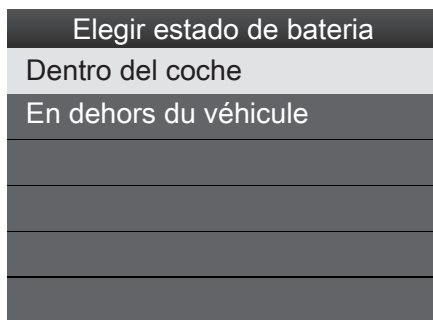 Elegir estado de bateria
Dentro del coche
En dehors du véhicule